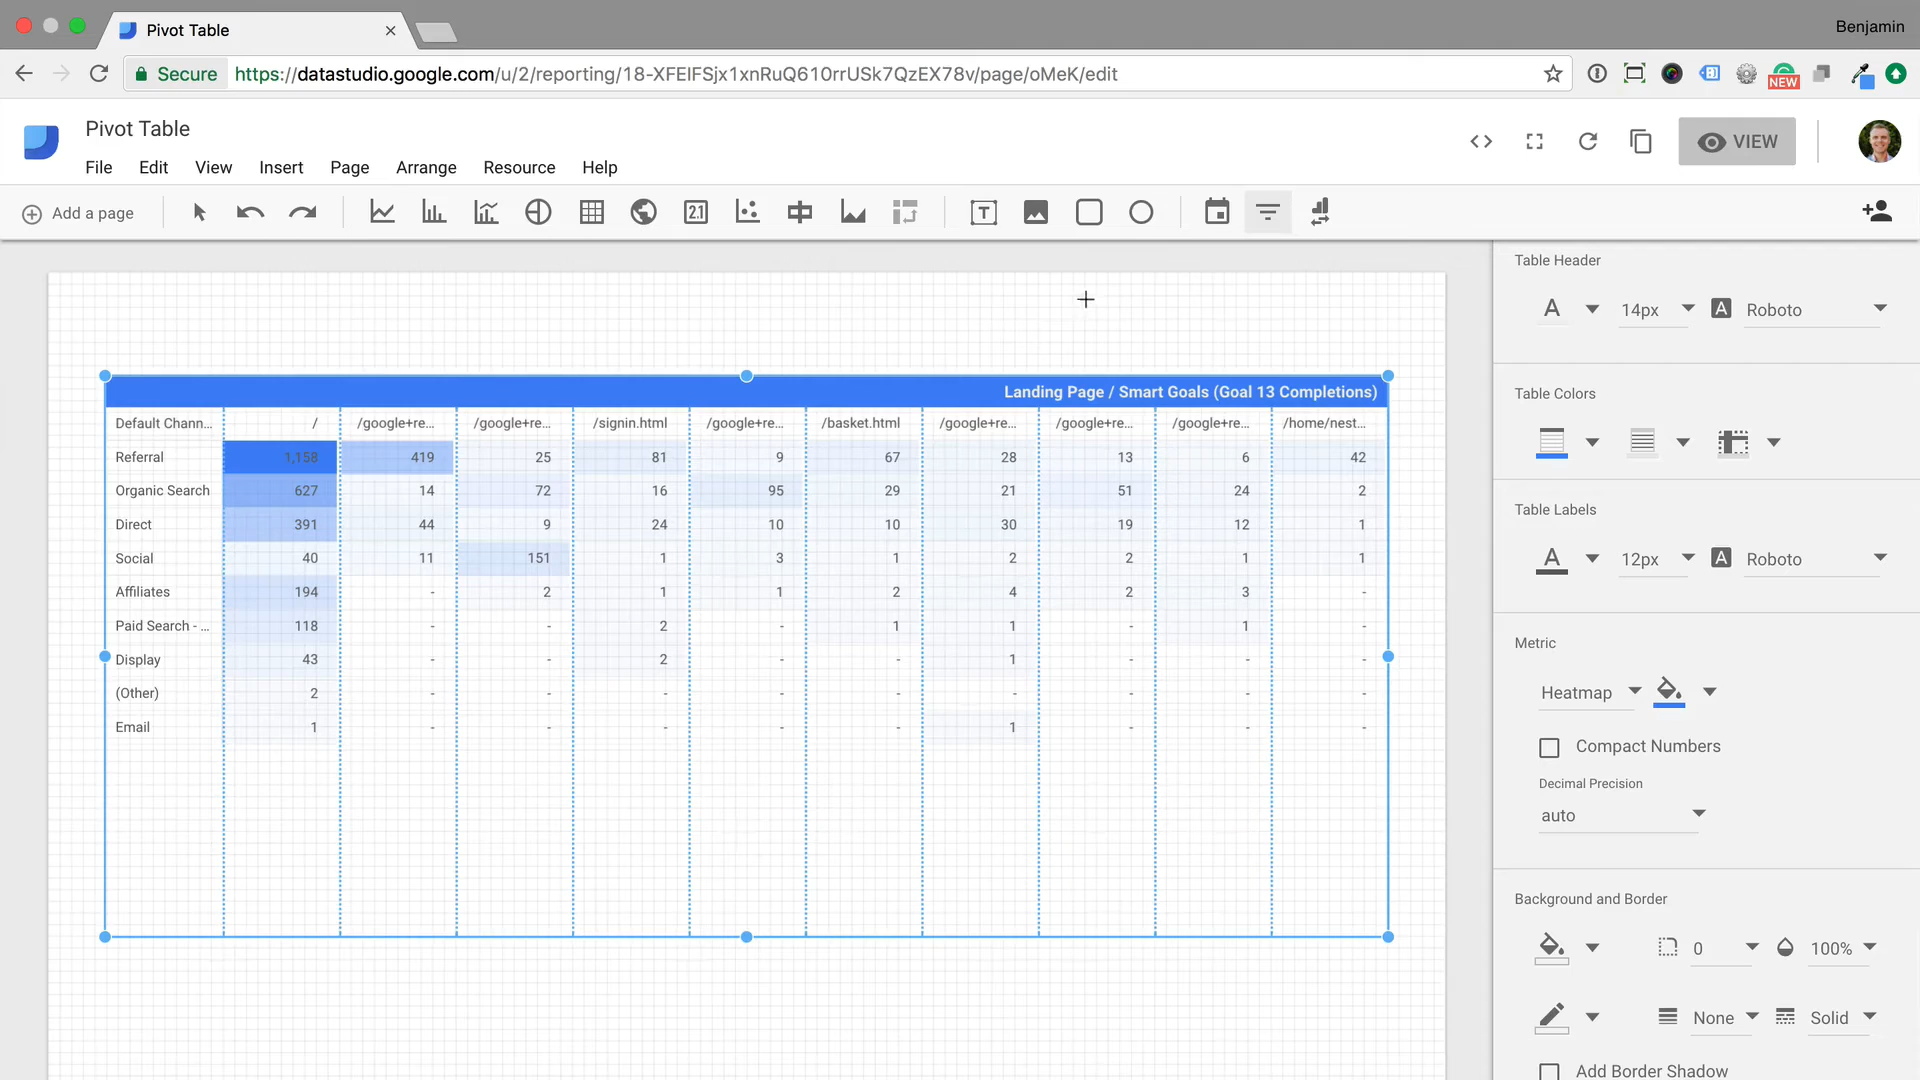 Pivot Table
Benjamin
Secure https://datastudio.google.com/u/2/reporting/18-XFEIFSjx1xnRuQ610rrUSk7QzEX78v/page/oMeK/edit
NEW
Pivot Table
File Edit View Insert Page Arrange Resource Help
VIEW
Add a page
2.1
T
Table Header
A 14px A Roboto
Landing Page / Smart Goals (Goal 13 Completions)
Default Chann... / /google+re... /google+re... /signin.html /google+re... /basket.html /google+re... /google+re... /google+re... /home/nest...
Referral 1,158 419 25 81 9 67 28 13 6 42
Organic Search 627 14 72 16 95 29 21 51 24 2
Direct 391 44 9 24 10 10 30 19 12 1
Social 40 11 151 1 3 1 2 2 1 1
Affiliates 194 - 2 1 1 2 4 2 3 -
Paid Search - ... 118 - - 2 - 1 1 - 1 -
Display 43 - - 2 - - 1 - - -
(Other) 2 - - - - - - - - -
Email 1 - - - - - 1 - - -
Table Colors
Table Labels
A 12px A Roboto
Metric
Heatmap
Compact Numbers
Decimal Precision
auto
Background and Border
0 100%
None Solid
Add Border Shadow